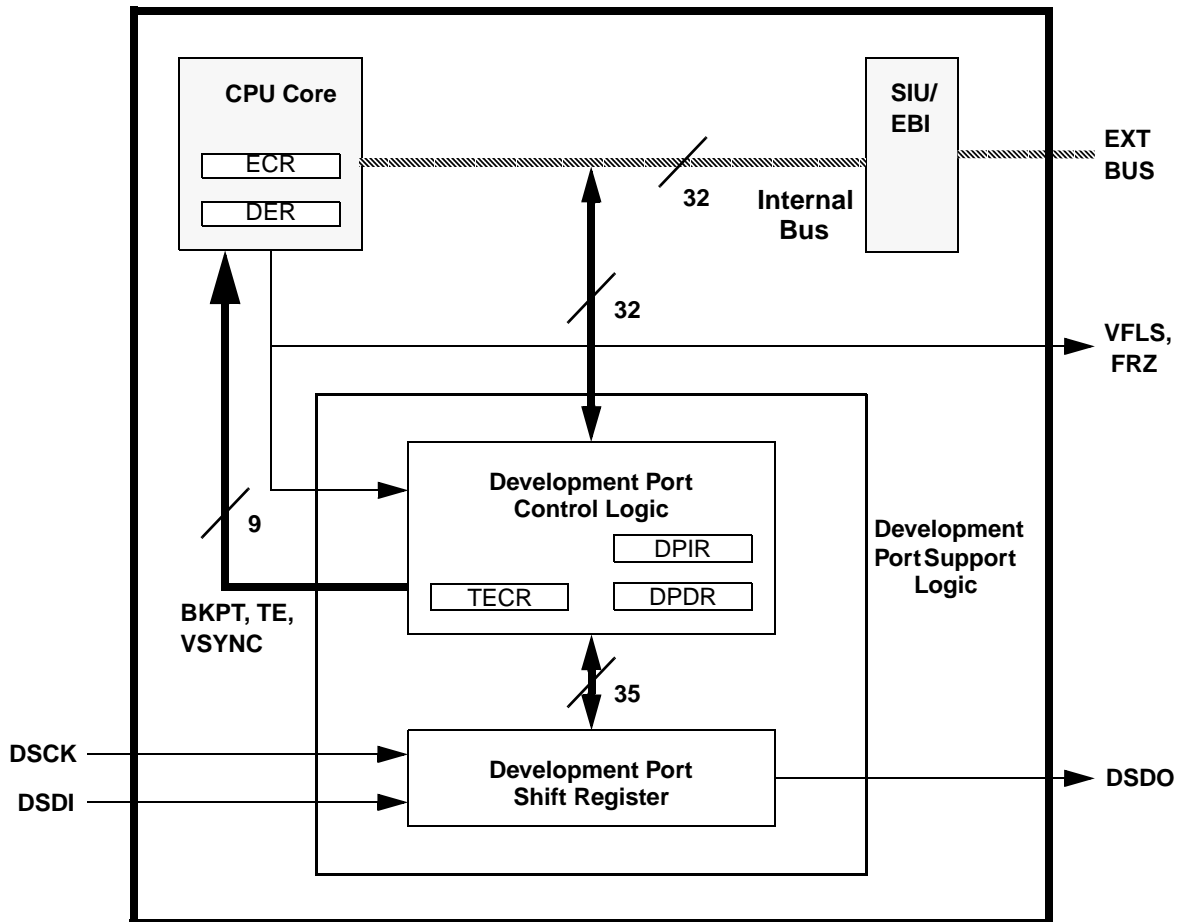 CPU Core
ECR
DER
SIU/
EBI
EXT
BUS
32
Internal
Bus
32
VFLS,
FRZ
Development Port
Control Logic
DPIR
TECR
DPDR
9
BKPT, TE,
VSYNC
Development
Port Support
Logic
35
DSCK
DSDI
Development Port
Shift Register
DSDO